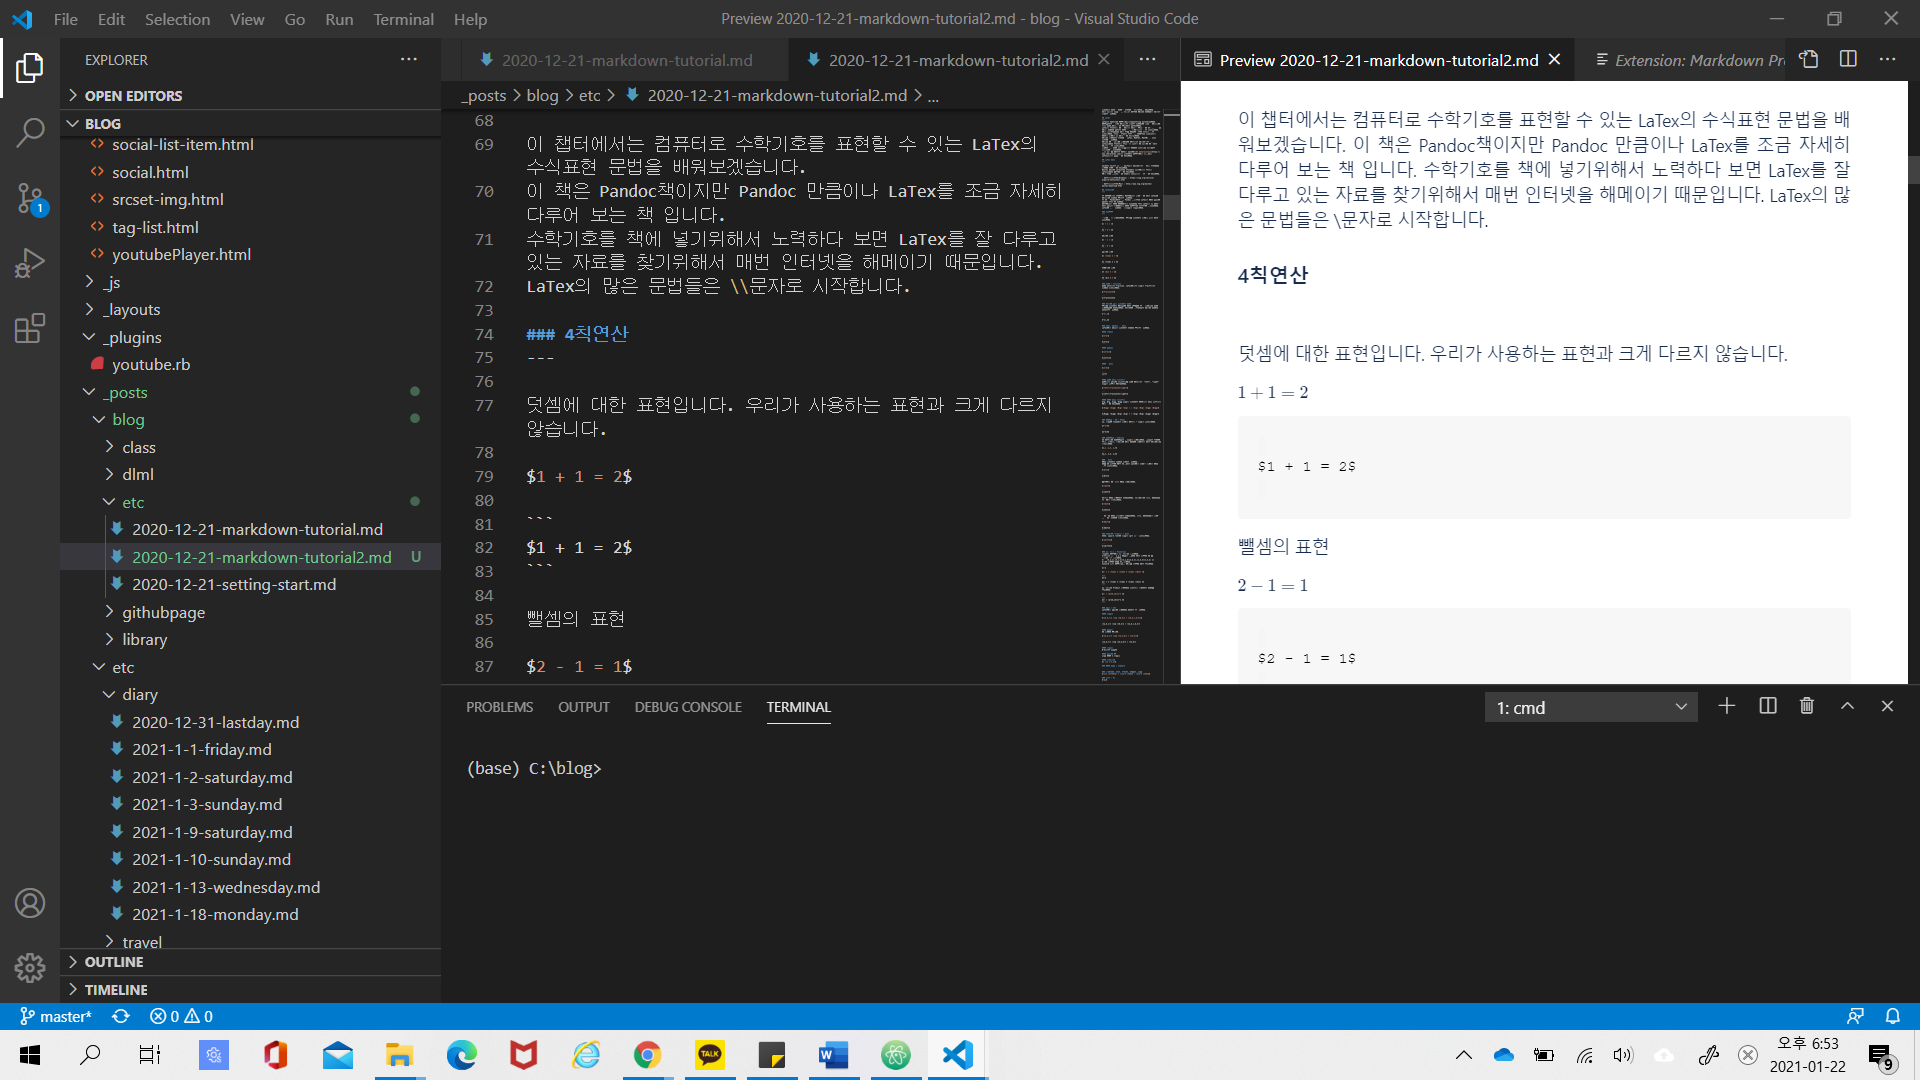 File Edit Selection View Go Run Terminal Help
Preview 2020-12-21-markdown-tutorial2.md - blog - Visual Studio Code
EXPLORER
OPEN EDITORS
BLOG
social-list-item.html
social.html
srcset-img.html
tag-list.html
youtubePlayer.html
_js
_layouts
_plugins
youtube.rb
_posts
blog
class
dlml
etc
2020-12-21-markdown-tutorial.md
2020-12-21-markdown-tutorial2.md U
2020-12-21-setting-start.md
githubpage
library
etc
diary
2020-12-31-lastday.md
2021-1-1-friday.md
2021-1-2-saturday.md
2021-1-3-sunday.md
2021-1-9-saturday.md
2021-1-10-sunday.md
2021-1-13-wednesday.md
2021-1-18-monday.md
travel
OUTLINE
TIMELINE
1
2020-12-21-markdown-tutorial.md
2020-12-21-markdown-tutorial2.md
_posts > blog > etc > 2020-12-21-markdown-tutorial2.md > ...
68
69 이 챕터에서는 컴퓨터로 수학기호를 표현할 수 있는 LaTex의
수식표현 문법을 배워보겠습니다.
70 이 책은 Pandoc책이지만 Pandoc 만큼이나 LaTex를 조금 자세히
다루어 보는 책 입니다.
71 수학기호를 책에 넣기위해서 노력하다 보면 LaTex를 잘 다루고
있는 자료를 찾기위해서 매번 인터넷을 해메이기 때문입니다.
72 LaTex의 많은 문법들은 \\문자로 시작합니다.
73
74 ### 4칙연산
75 ---
76
77 덧셈에 대한 표현입니다. 우리가 사용하는 표현과 크게 다르지
않습니다.
78
79 $1 + 1 = 2$
80
81 ```
82 $1 + 1 = 2$
83 ```
84
85 뺄셈의 표현
86
87 $2 - 1 = 1$
Preview 2020-12-21-markdown-tutorial2.md
Extension: Markdown Pr
이 챕터에서는 컴퓨터로 수학기호를 표현할 수 있는 LaTex의 수식표현 문법을 배
워보겠습니다. 이 책은 Pandoc책이지만 Pandoc 만큼이나 LaTex를 조금 자세히
다루어 보는 책 입니다. 수학기호를 책에 넣기위해서 노력하다 보면 LaTex를 잘
다루고 있는 자료를 찾기위해서 매번 인터넷을 해메이기 때문입니다. LaTex의 많
은 문법들은 \문자로 시작합니다.
4칙연산
덧셈에 대한 표현입니다. 우리가 사용하는 표현과 크게 다르지 않습니다.
1 + 1 = 2
$1 + 1 = 2$
뺄셈의 표현
2 − 1 = 1
$2 - 1 = 1$
PROBLEMS OUTPUT DEBUG CONSOLE TERMINAL
1: cmd
(base) C:\blog>
master* 0 0
TALK
오후 6:53
2021-01-22
9